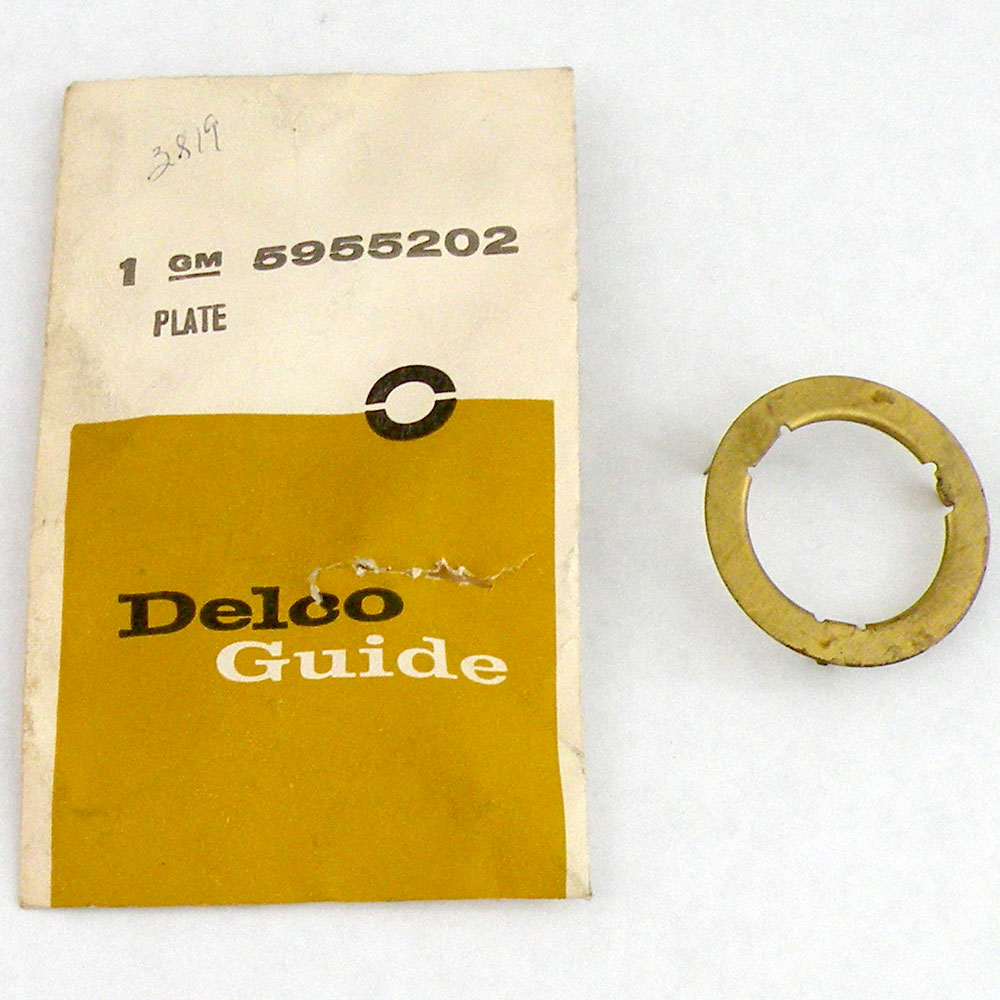 3819
1 GM 5955202
PLATE
Delco
Guide